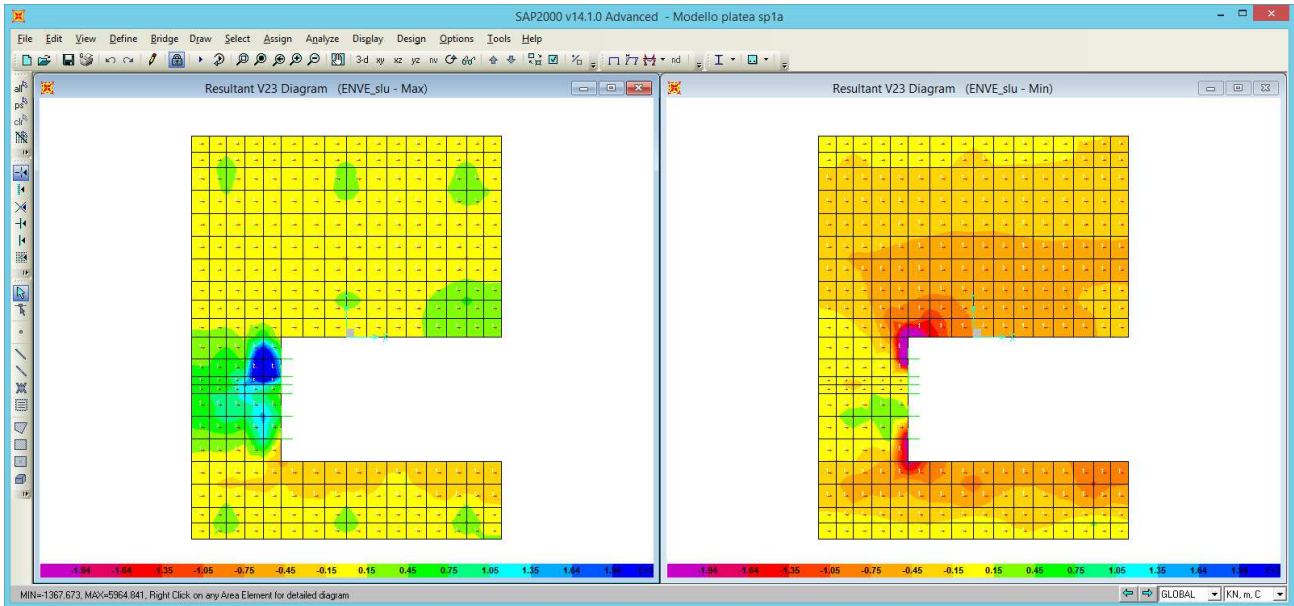 SAP2000 v14.1.0 Advanced - Modello platea sp1a
File Edit View Define Bridge Draw Select Assign Analyze Display Design Options Tools Help
3-d xy xz yz nv
nd
all
ps
clr
Resultant V23 Diagram (ENVE_slu - Max)
Resultant V23 Diagram (ENVE_slu - Min)
-1.94 -1.64 -1.35 -1.05 -0.75 -0.45 -0.15 0.15 0.45 0.75 1.05 1.35 1.64
-1.94 -1.64 -1.35 -1.05 -0.75 -0.45 -0.15 0.15 0.45 0.75 1.05 1.35 1.64
MIN=-1367.673, MAX=5964.841, Right Click on any Area Element for detailed diagram
GLOBAL
KN, m, C